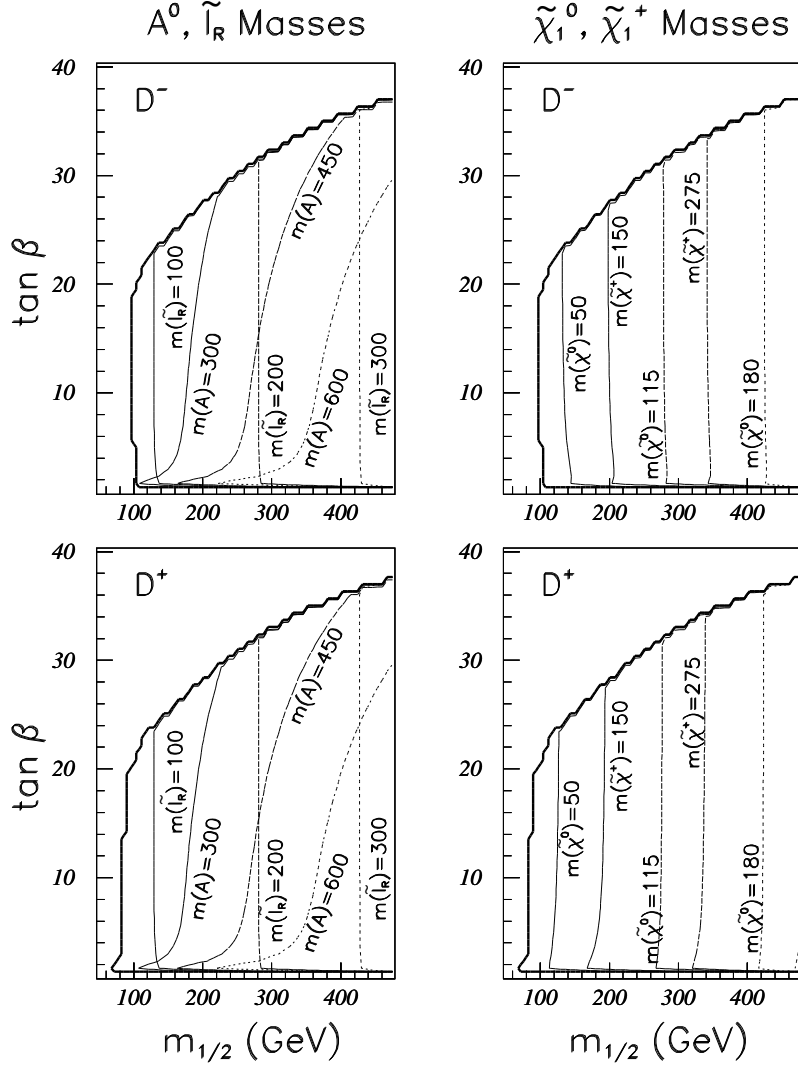 A⁰, l̃_R Masses
χ̃₁⁰, χ̃₁⁺ Masses
40
30
20
10
tan β
D⁻
m(l̃_R)=100
m(A)=300
m(l̃_R)=200
m(A)=450
m(A)=600
m(l̃_R)=300
100 200 300 400
40
30
20
10
tan β
D⁻
m(χ̃⁰)=50
m(χ̃⁺)=150
m(χ̃⁰)=115
m(χ̃⁺)=275
m(χ̃⁰)=180
100 200 300 400
40
30
20
10
tan β
D⁺
m(l̃_R)=100
m(A)=300
m(l̃_R)=200
m(A)=450
m(A)=600
m(l̃_R)=300
100 200 300 400
m₁/₂ (GeV)
40
30
20
10
tan β
D⁺
m(χ̃⁰)=50
m(χ̃⁺)=150
m(χ̃⁰)=115
m(χ̃⁺)=275
m(χ̃⁰)=180
100 200 300 400
m₁/₂ (GeV)